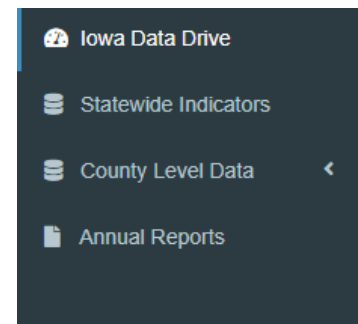 Iowa Data Drive
Statewide Indicators
County Level Data
Annual Reports